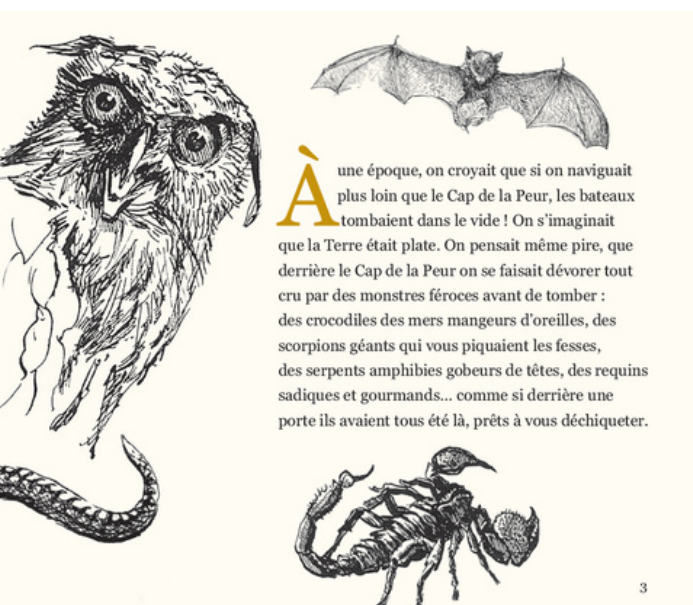 À une époque, on croyait que si on naviguait
plus loin que le Cap de la Peur, les bateaux
tombaient dans le vide ! On s'imaginait
que la Terre était plate. On pensait même pire, que
derrière le Cap de la Peur on se faisait dévorer tout
cru par des monstres féroces avant de tomber :
des crocodiles des mers mangeurs d'oreilles, des
scorpions géants qui vous piquaient les fesses,
des serpents amphibies gobeurs de têtes, des requins
sadiques et gourmands... comme si derrière une
porte ils avaient tous été là, prêts à vous déchiqueter.
3